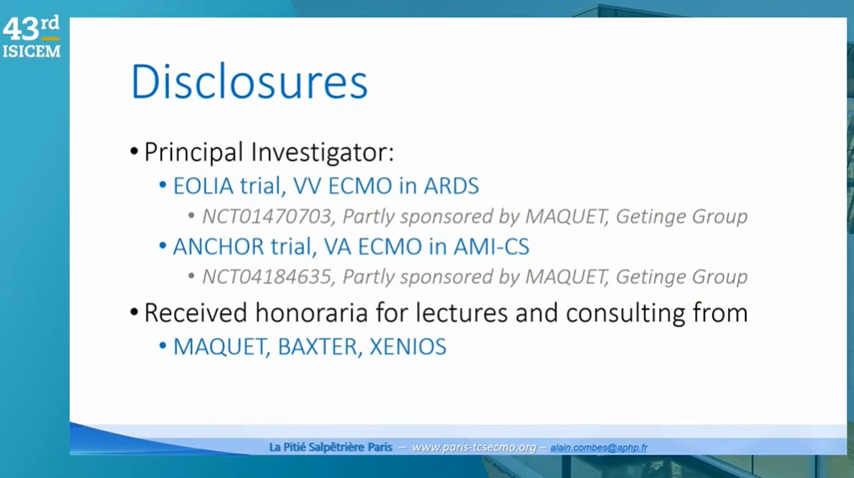 43rd
ISICEM
Disclosures
• Principal Investigator:
• EOLIA trial, VV ECMO in ARDS
• NCT01470703, Partly sponsored by MAQUET, Getinge Group
• ANCHOR trial, VA ECMO in AMI-CS
• NCT04184635, Partly sponsored by MAQUET, Getinge Group
• Received honoraria for lectures and consulting from
• MAQUET, BAXTER, XENIOS
La Pitié Salpêtrière Paris – www.paris-tcsecmo.org – alain.combes@aphp.fr